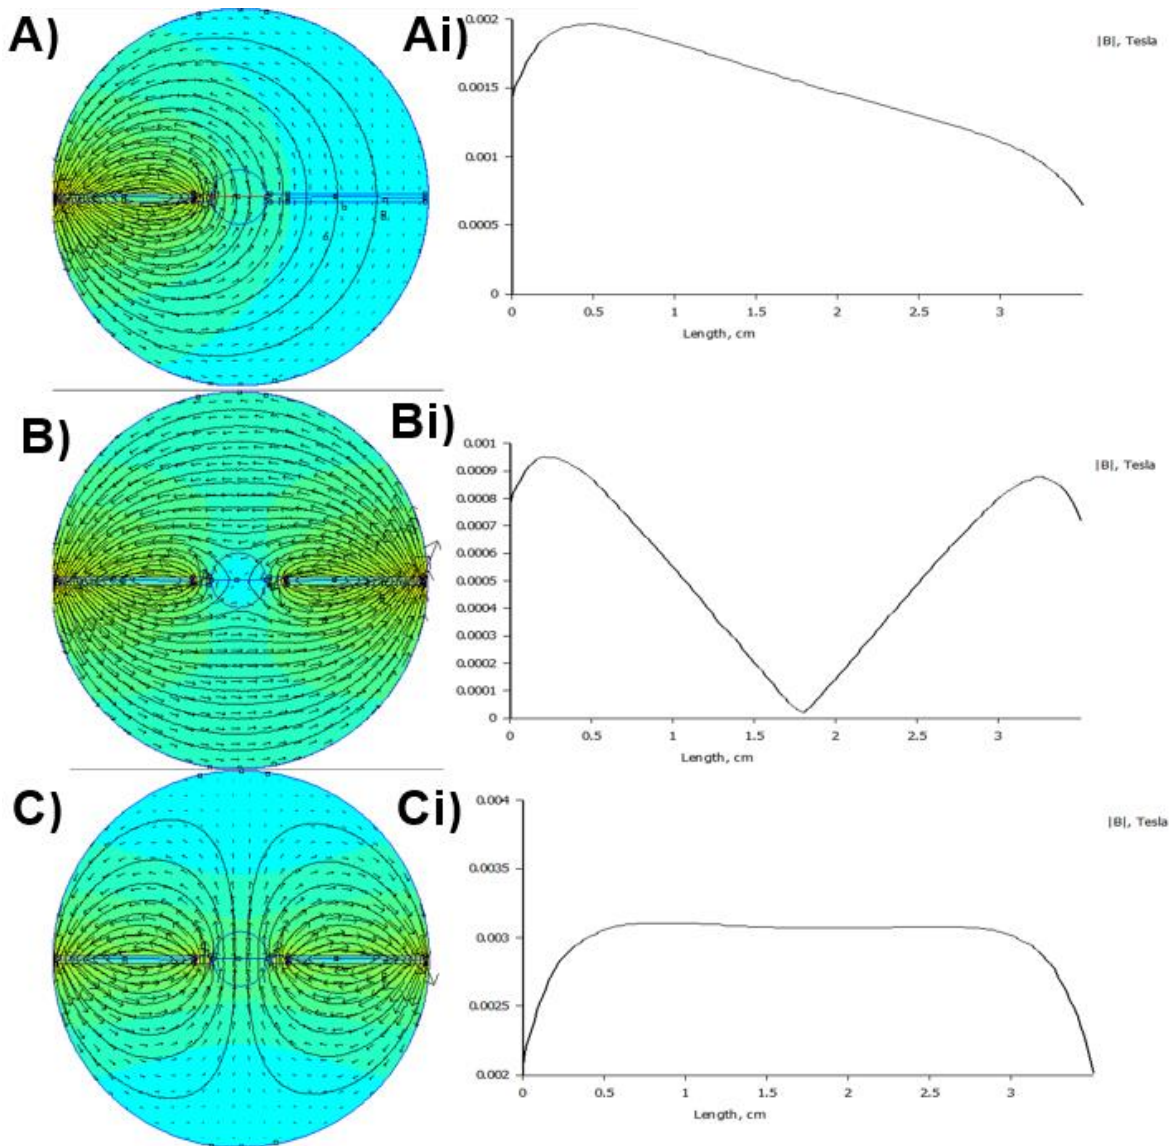 A)
Ai)
|B|, Tesla
0.002
0.0015
0.001
0.0005
0
0 0.5 1 1.5 2 2.5 3
Length, cm
B)
Bi)
|B|, Tesla
0.001
0.0009
0.0008
0.0007
0.0006
0.0005
0.0004
0.0003
0.0002
0.0001
0
0 0.5 1 1.5 2 2.5 3
Length, cm
C)
Ci)
|B|, Tesla
0.004
0.0035
0.003
0.0025
0.002
0 0.5 1 1.5 2 2.5 3
Length, cm